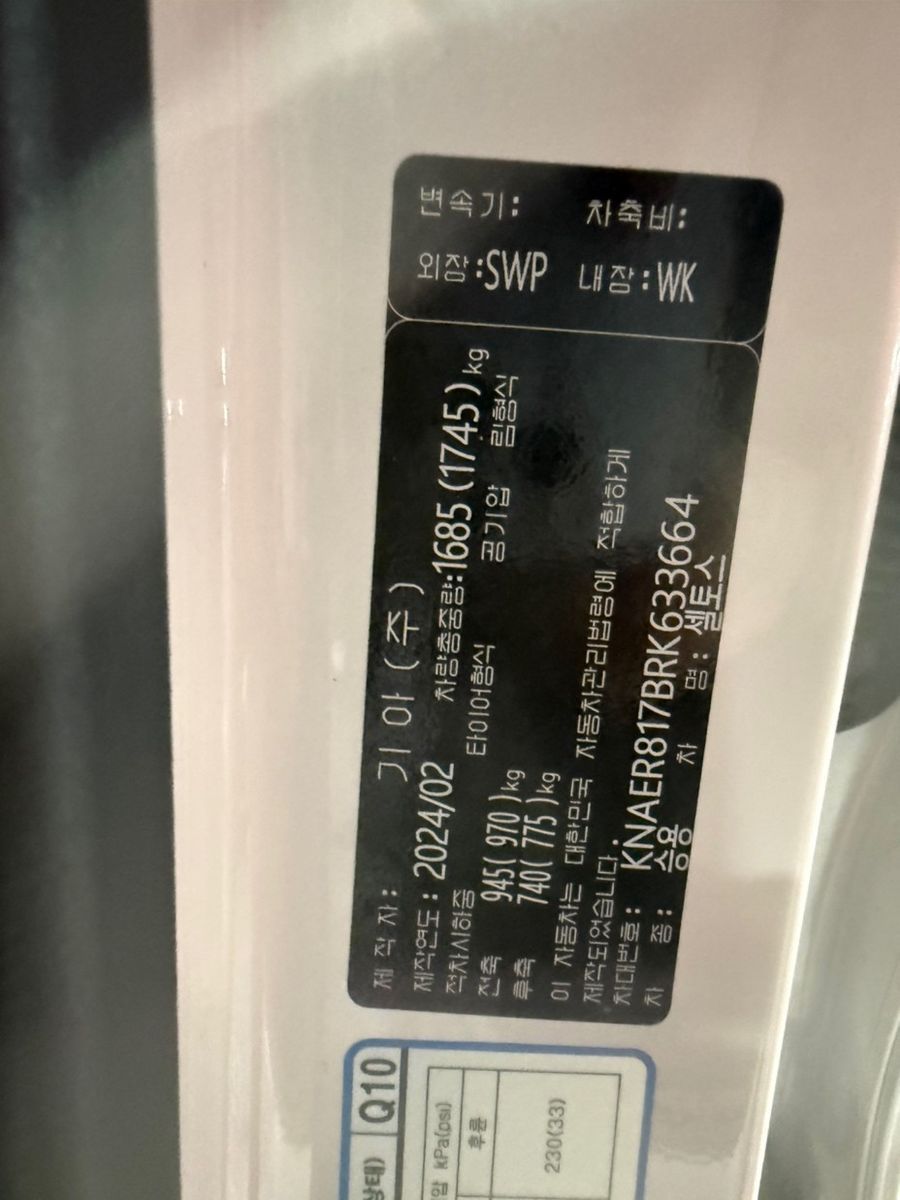 제 작 자: 기 아 ( 주 )
제작연도: 2024/02 차량총중량:1685 (1745) kg
적차시하중 타이어형식 공기압 림형식
전축 945( 970 )kg
후축 740( 775 )kg
이 자동차는 대한민국 자동차관리법령에 적합하게
제작되었습니다.
차대번호: KNAER817BRK633664
차 종: 승용 차 명: 셀토스
변속기: 차축비:
외장:SWP 내장:WK
Q10
kPa(psi)
후륜
230(33)